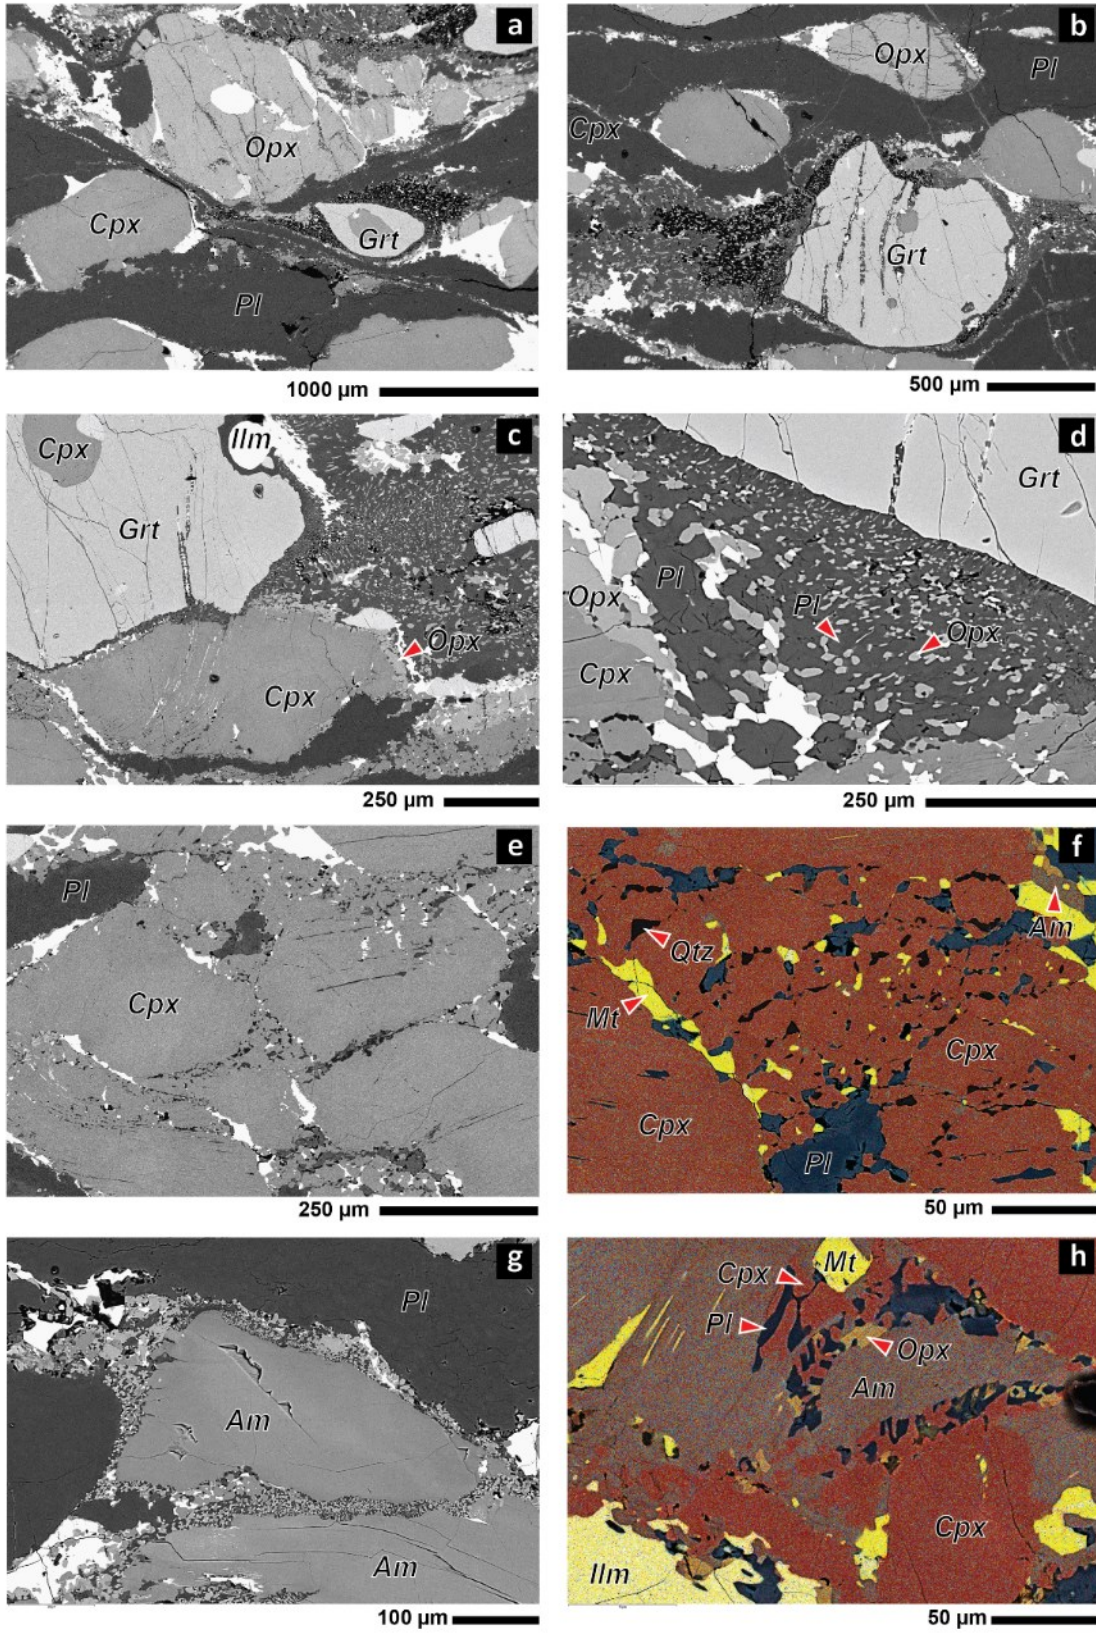 a
Opx
Cpx
Grt
Pl
1000 µm
b
Opx
Pl
Cpx
Grt
500 µm
c
Cpx
Ilm
Grt
Opx
Cpx
250 µm
d
Grt
Pl
Opx
Pl
Opx
Cpx
250 µm
e
Pl
Cpx
250 µm
f
Am
Qtz
Mt
Cpx
Cpx
Pl
50 µm
g
Pl
Am
Am
100 µm
h
Mt
Cpx
Pl
Opx
Am
Cpx
Ilm
50 µm